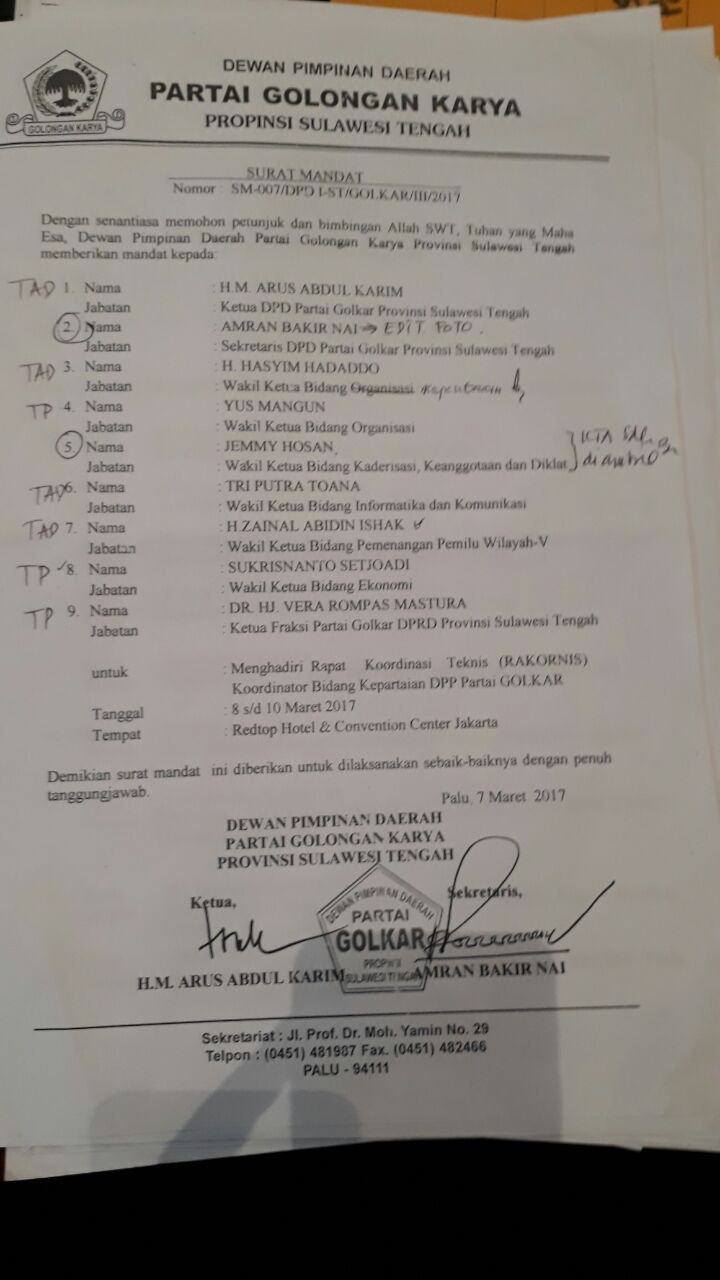 DEWAN PIMPINAN DAERAH
PARTAI GOLONGAN KARYA
PROPINSI SULAWESI TENGAH
GOLONGAN KARYA
SURAT MANDAT
Nomor : SM-007/DPD I-ST/GOLKAR/III/2017
Dengan senantiasa memohon petunjuk dan bimbingan Allah SWT, Tuhan yang Maha
Esa, Dewan Pimpinan Daerah Partai Golongan Karya Provinsi Sulawesi Tengah
memberikan mandat kepada:
TAD 1. Nama : H.M. ARUS ABDUL KARIM
Jabatan : Ketua DPD Partai Golkar Provinsi Sulawesi Tengah
2. Nama : AMRAN BAKIR NAI → EDIT FOTO.
Jabatan : Sekretaris DPD Partai Golkar Provinsi Sulawesi Tengah
TAD 3. Nama : H. HASYIM HADADDO
Jabatan : Wakil Ketua Bidang Organisasi
TP 4. Nama : YUS MANGUN
Jabatan : Wakil Ketua Bidang Organisasi
5. Nama : JEMMY HOSAN,
Jabatan : Wakil Ketua Bidang Kaderisasi, Keanggotaan dan Diklat
TAD 6. Nama : TRI PUTRA TOANA
Jabatan : Wakil Ketua Bidang Informatika dan Komunikasi
TAD 7. Nama : H.ZAINAL ABIDIN ISHAK ✓
Jabatan : Wakil Ketua Bidang Pemenangan Pemilu Wilayah-V
TP ✓8. Nama : SUKRISNANTO SETJOADI
Jabatan : Wakil Ketua Bidang Ekonomi
TP 9. Nama : DR. HJ. VERA ROMPAS MASTURA
Jabatan : Ketua Fraksi Partai Golkar DPRD Provinsi Sulawesi Tengah
untuk : Menghadiri Rapat Koordinasi Teknis (RAKORNIS)
Koordinator Bidang Kepartaian DPP Partai GOLKAR
Tanggal : 8 s/d 10 Maret 2017
Tempat : Redtop Hotel & Convention Center Jakarta
Demikian surat mandat ini diberikan untuk dilaksanakan sebaik-baiknya dengan penuh
tanggungjawab.
Palu, 7 Maret 2017
DEWAN PIMPINAN DAERAH
PARTAI GOLONGAN KARYA
PROVINSI SULAWESI TENGAH
Ketua, Sekretaris,
DEWAN PIMPINAN DAERAH
PARTAI
GOLKAR
PROPINSI
SULAWESI TENGAH
H.M. ARUS ABDUL KARIM AMRAN BAKIR NAI
Sekretariat : Jl. Prof. Dr. Moh. Yamin No. 29
Telpon : (0451) 481987 Fax. (0451) 482466
PALU - 94111